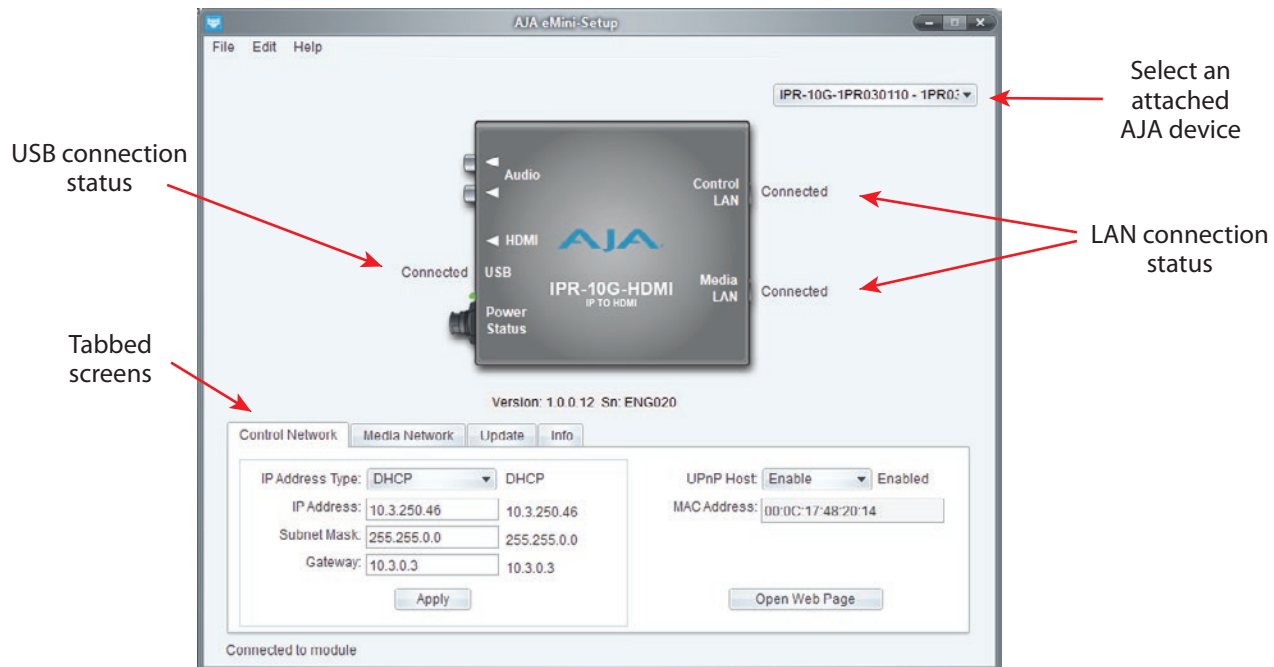 AJA eMini-Setup
File Edit Help
IPR-10G-1PR030110 - 1PR03
Select an
attached
AJA device
USB connection
status
Audio
Control
LAN
Connected
HDMI
AJA
LAN connection
status
Connected
USB
IPR-10G-HDMI
IP TO HDMI
Media
LAN
Connected
Power
Status
Tabbed
screens
Version: 1.0.0.12 Sn: ENG020
Control Network Media Network Update Info
IP Address Type: DHCP DHCP UPnP Host: Enable Enabled
IP Address: 10.3.250.46 10.3.250.46 MAC Address: 00:0C:17:48:20:14
Subnet Mask: 255.255.0.0 255.255.0.0
Gateway: 10.3.0.3 10.3.0.3
Apply Open Web Page
Connected to module